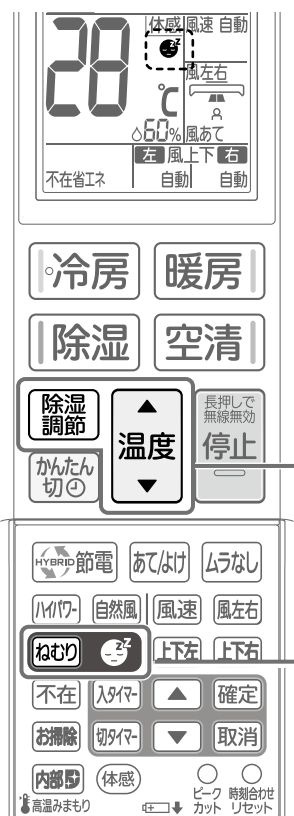 体感 風速 自動
28℃
風左右
60% 風あて
左 風上下 右
不在省エネ 自動 自動
冷房 暖房
除湿 空清
除湿
調節
温度
長押しで
無線無効
停止
かんたん
切
HYBRID 節電 あて/よけ ムラなし
ハイパワー 自然風 風速 風左右
ねむり 上下左 上下右
不在 入タイマー 確定
お掃除 切タイマー 取消
内部 体感
高温みまもり
ピーク
カット
時刻合わせ
リセット